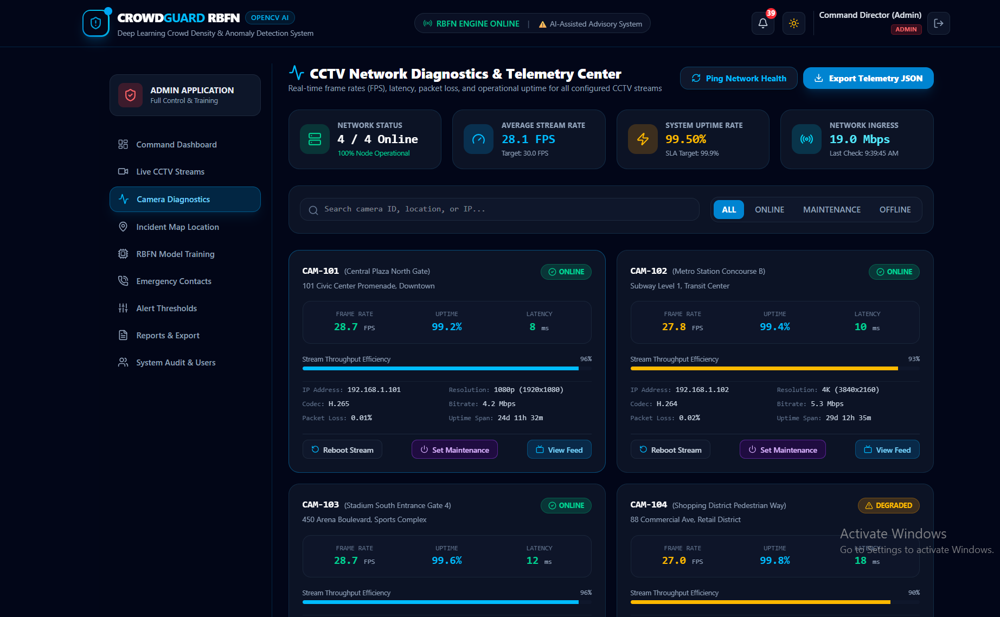 CROWDGUARD RBFN OPENCV AI
Deep Learning Crowd Density & Anomaly Detection System
RBFN ENGINE ONLINE | AI-Assisted Advisory System
39
Command Director (Admin)
ADMIN
ADMIN APPLICATION
Full Control & Training
Command Dashboard
Live CCTV Streams
Camera Diagnostics
Incident Map Location
RBFN Model Training
Emergency Contacts
Alert Thresholds
Reports & Export
System Audit & Users
CCTV Network Diagnostics & Telemetry Center
Real-time frame rates (FPS), latency, packet loss, and operational uptime for all configured CCTV streams
Ping Network Health
Export Telemetry JSON
NETWORK STATUS
4 / 4 Online
100% Node Operational
AVERAGE STREAM RATE
28.1 FPS
Target: 30.0 FPS
SYSTEM UPTIME RATE
99.50%
SLA Target: 99.9%
NETWORK INGRESS
19.0 Mbps
Last Check: 9:39:45 AM
Search camera ID, location, or IP...
ALL ONLINE MAINTENANCE OFFLINE
CAM-101 (Central Plaza North Gate) ONLINE
101 Civic Center Promenade, Downtown
FRAME RATE UPTIME LATENCY
28.7 FPS 99.2% 8 ms
Stream Throughput Efficiency 96%
IP Address: 192.168.1.101 Resolution: 1080p (1920x1080)
Codec: H.265 Bitrate: 4.2 Mbps
Packet Loss: 0.01% Uptime Span: 24d 11h 32m
Reboot Stream Set Maintenance View Feed
CAM-102 (Metro Station Concourse B) ONLINE
Subway Level 1, Transit Center
FRAME RATE UPTIME LATENCY
27.8 FPS 99.4% 10 ms
Stream Throughput Efficiency 93%
IP Address: 192.168.1.102 Resolution: 4K (3840x2160)
Codec: H.264 Bitrate: 5.3 Mbps
Packet Loss: 0.02% Uptime Span: 29d 12h 35m
Reboot Stream Set Maintenance View Feed
CAM-103 (Stadium South Entrance Gate 4) ONLINE
450 Arena Boulevard, Sports Complex
FRAME RATE UPTIME LATENCY
28.7 FPS 99.6% 12 ms
Stream Throughput Efficiency 96%
CAM-104 (Shopping District Pedestrian Way) DEGRADED
88 Commercial Ave, Retail District
FRAME RATE UPTIME LATENCY
27.0 FPS 99.8% 18 ms
Stream Throughput Efficiency 90%
Activate Windows
Go to Settings to activate Windows.